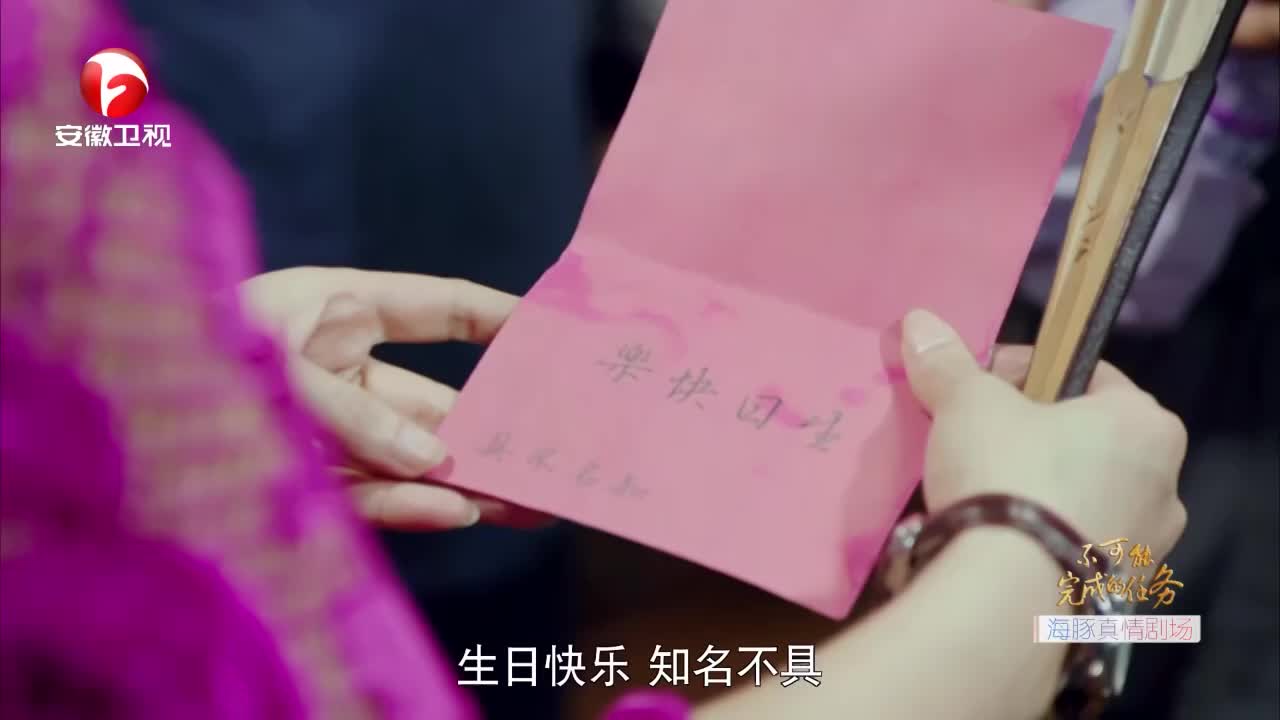 安徽卫视
樂快日生
具不名知
不可能
完成的任务
海豚真情剧场
生日快乐 知名不具